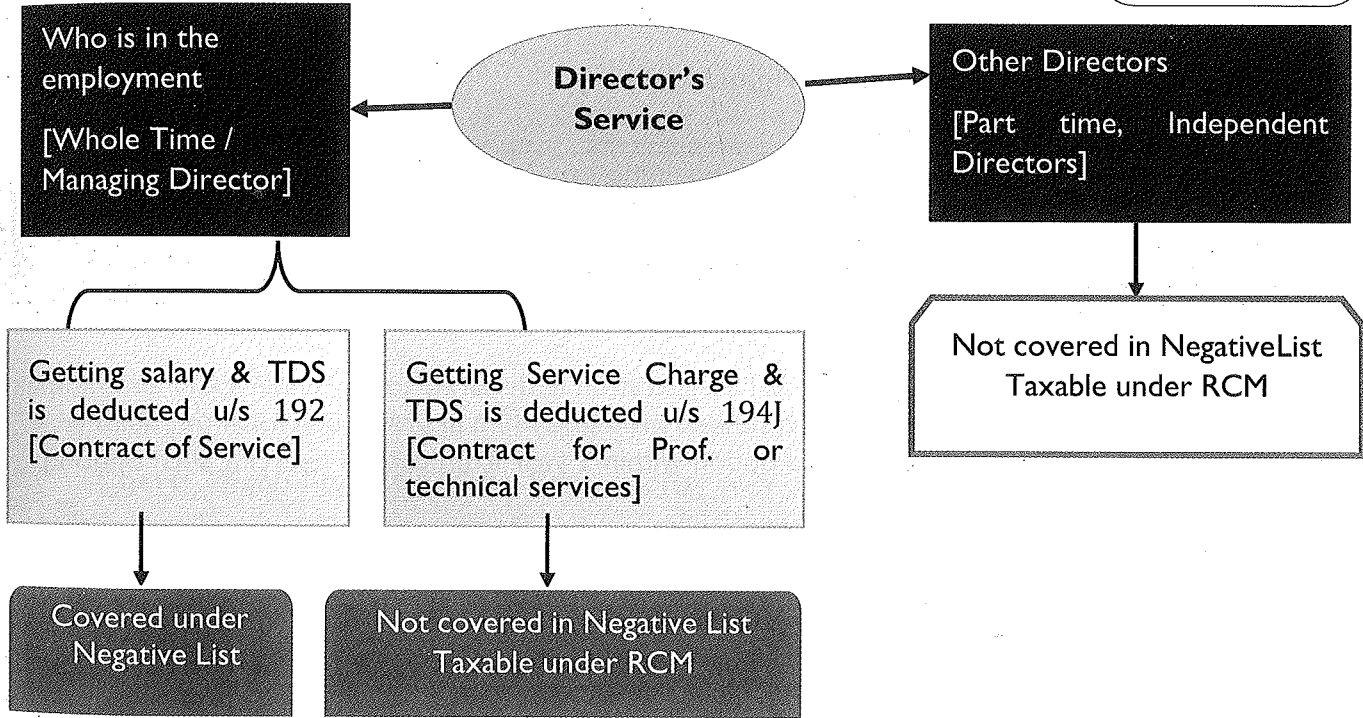 Who is in the
employment
[Whole Time /
Managing Director]
Director's
Service
Other Directors
[Part time, Independent
Directors]
Getting salary & TDS
is deducted u/s 192
[Contract of Service]
Getting Service Charge &
TDS is deducted u/s 194J
[Contract for Prof. or
technical services]
Not covered in NegativeList
Taxable under RCM
Covered under
Negative List
Not covered in Negative List
Taxable under RCM